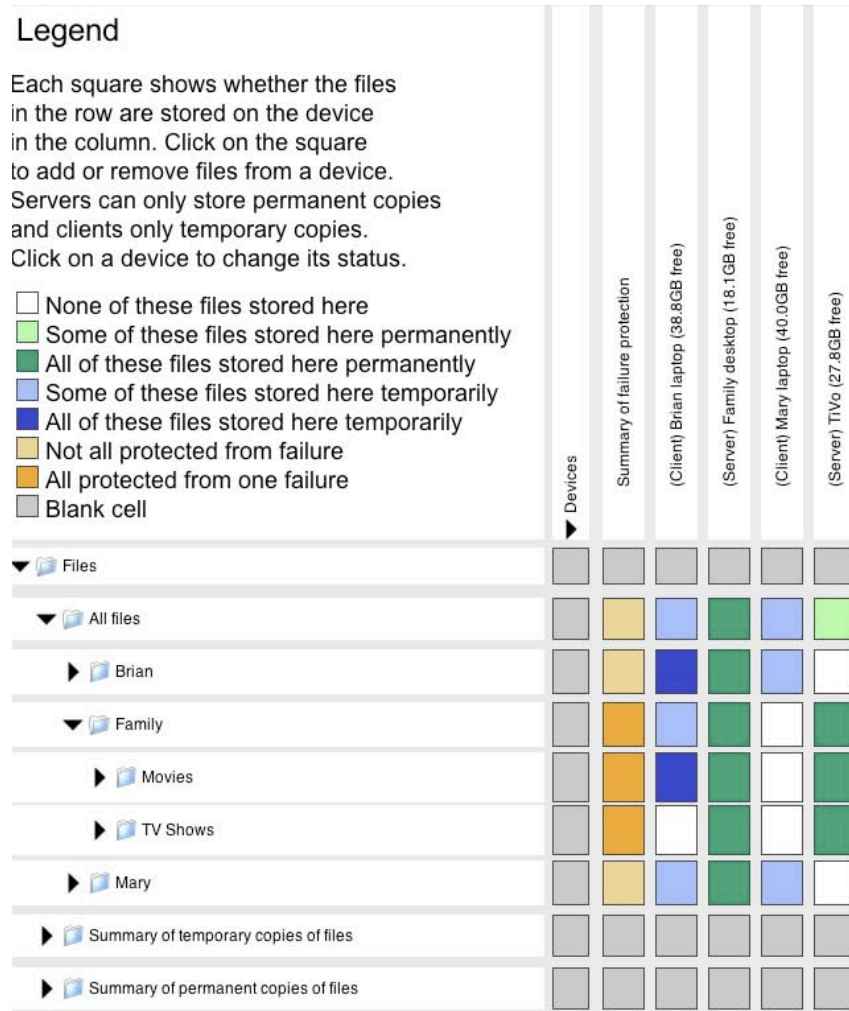 Legend
Each square shows whether the files
in the row are stored on the device
in the column. Click on the square
to add or remove files from a device.
Servers can only store permanent copies
and clients only temporary copies.
Click on a device to change its status.
None of these files stored here
Some of these files stored here permanently
All of these files stored here permanently
Some of these files stored here temporarily
All of these files stored here temporarily
Not all protected from failure
All protected from one failure
Blank cell
Devices
Summary of failure protection
(Client) Brian laptop (38.8GB free)
(Server) Family desktop (18.1GB free)
(Client) Mary laptop (40.0GB free)
(Server) TiVo (27.8GB free)
Files
All files
Brian
Family
Movies
TV Shows
Mary
Summary of temporary copies of files
Summary of permanent copies of files